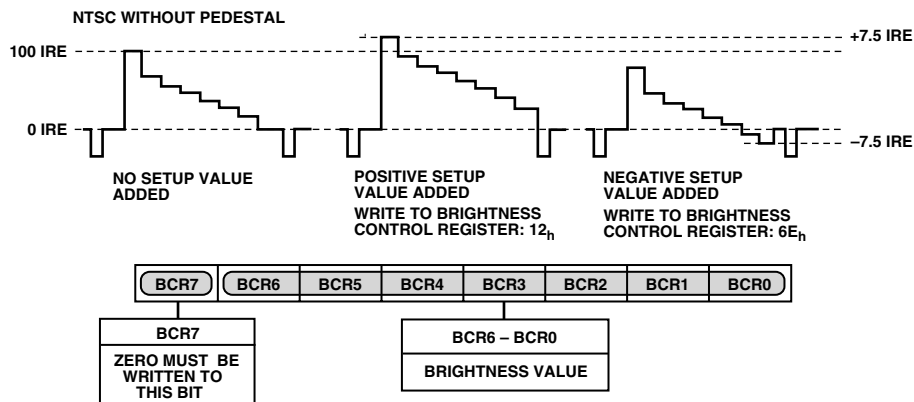 NTSC WITHOUT PEDESTAL
100 IRE
0 IRE
+7.5 IRE
–7.5 IRE
NO SETUP VALUE
ADDED
POSITIVE SETUP
VALUE ADDED
WRITE TO BRIGHTNESS
CONTROL REGISTER: 12h
NEGATIVE SETUP
VALUE ADDED
WRITE TO BRIGHTNESS
CONTROL REGISTER: 6Eh
BCR7 BCR6 BCR5 BCR4 BCR3 BCR2 BCR1 BCR0
BCR7
ZERO MUST BE
WRITTEN TO
THIS BIT
BCR6 – BCR0
BRIGHTNESS VALUE